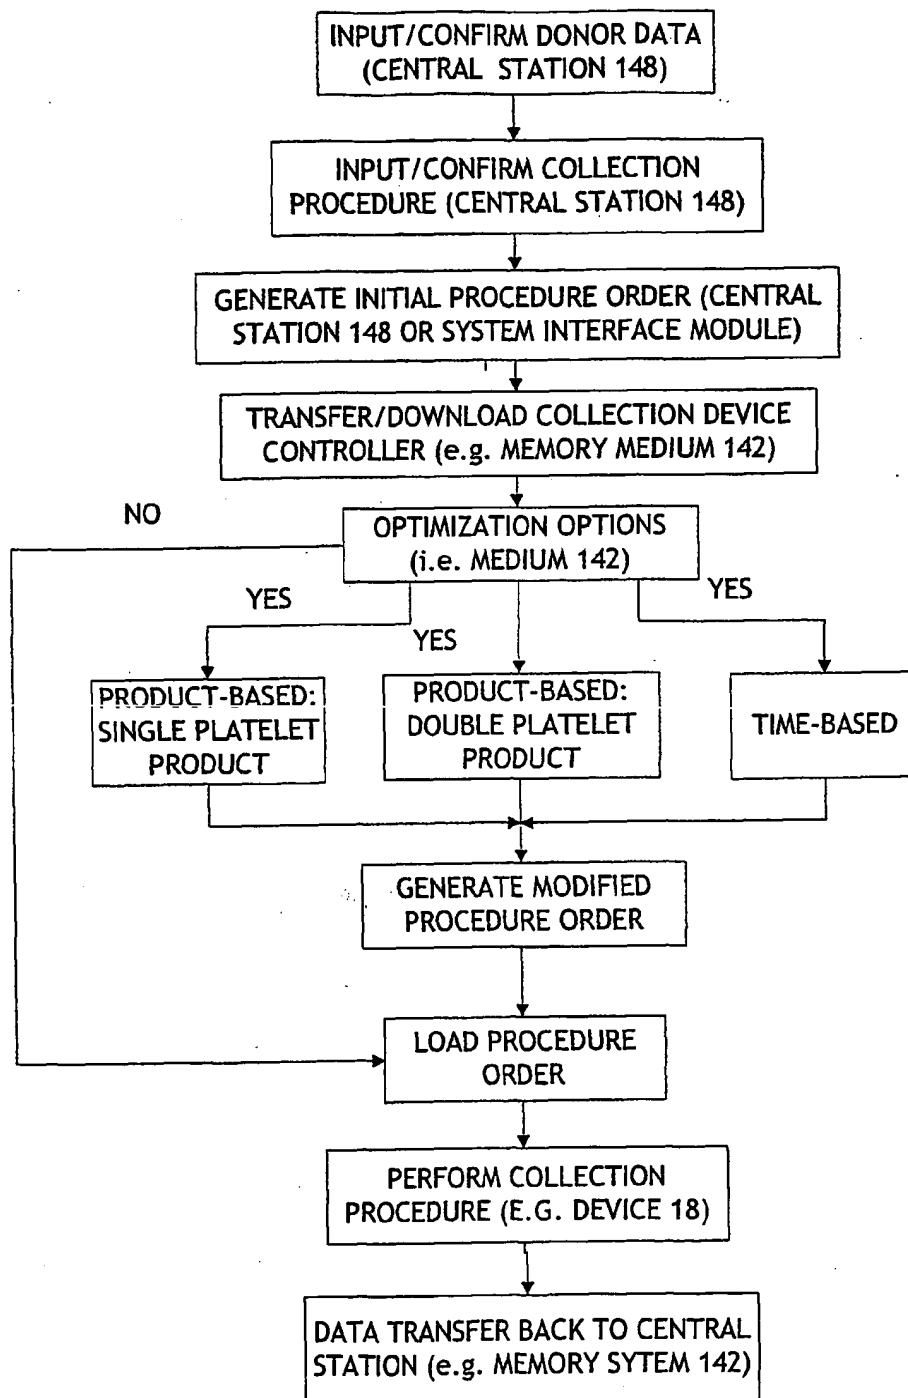 INPUT/CONFIRM DONOR DATA
(CENTRAL STATION 148)
INPUT/CONFIRM COLLECTION
PROCEDURE (CENTRAL STATION 148)
GENERATE INITIAL PROCEDURE ORDER (CENTRAL
STATION 148 OR SYSTEM INTERFACE MODULE)
TRANSFER/DOWNLOAD COLLECTION DEVICE
CONTROLLER (e.g. MEMORY MEDIUM 142)
NO
OPTIMIZATION OPTIONS
(i.e. MEDIUM 142)
YES
YES
YES
PRODUCT-BASED:
SINGLE PLATELET
PRODUCT
PRODUCT-BASED:
DOUBLE PLATELET
PRODUCT
TIME-BASED
GENERATE MODIFIED
PROCEDURE ORDER
LOAD PROCEDURE
ORDER
PERFORM COLLECTION
PROCEDURE (E.G. DEVICE 18)
DATA TRANSFER BACK TO CENTRAL
STATION (e.g. MEMORY SYTEM 142)